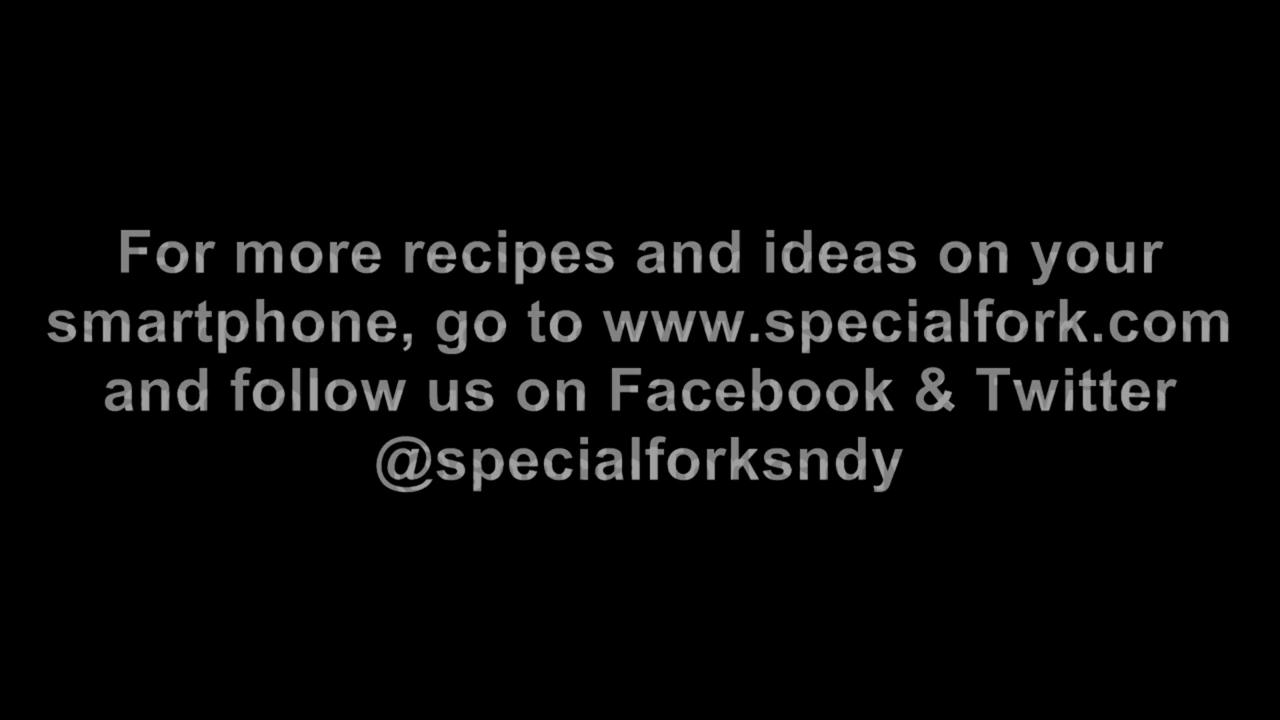 For more recipes and ideas on your
smartphone, go to www.specialfork.com
and follow us on Facebook & Twitter
@specialforksndy